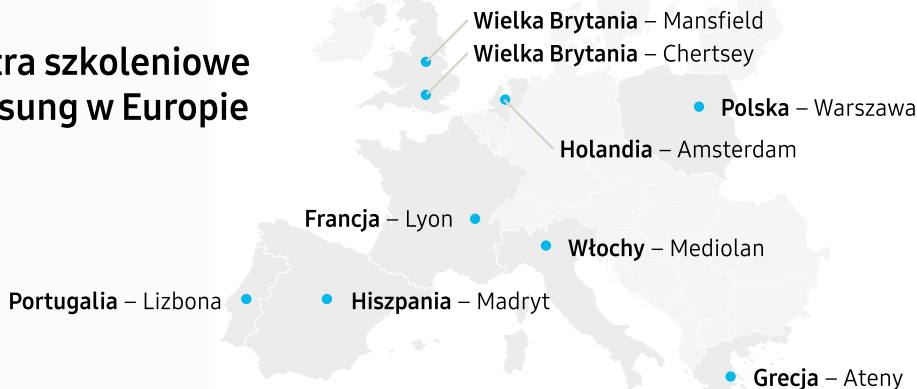 tra szkoleniowe
sung w Europie
Wielka Brytania – Mansfield
Wielka Brytania – Chertsey
Polska – Warszawa
Holandia – Amsterdam
Francja – Lyon
Włochy – Mediolan
Portugalia – Lizbona
Hiszpania – Madryt
Grecja – Ateny